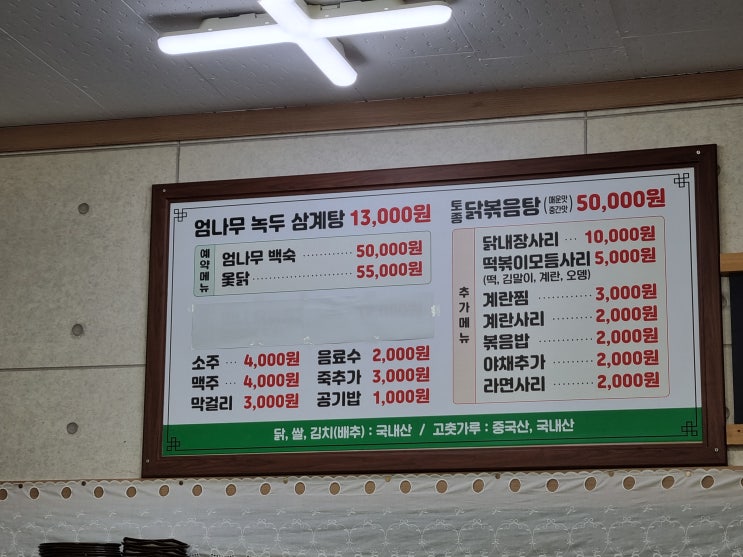 엄나무 녹두 삼계탕 13,000원
예약메뉴
엄나무 백숙 ········ 50,000원
옻닭 ·················· 55,000원
소주 ··· 4,000원
맥주 ··· 4,000원
막걸리 3,000원
음료수 2,000원
죽추가 3,000원
공기밥 1,000원
토종 닭볶음탕 (매운맛 중간맛) 50,000원
추가메뉴
닭내장사리 ··· 10,000원
떡볶이모듬사리 5,000원
(떡, 김말이, 계란, 오뎅)
계란찜 ··········· 3,000원
계란사리 ········ 2,000원
볶음밥 ··········· 2,000원
야채추가 ········ 2,000원
라면사리 ········ 2,000원
닭, 쌀, 김치(배추) : 국내산 / 고춧가루 : 중국산, 국내산